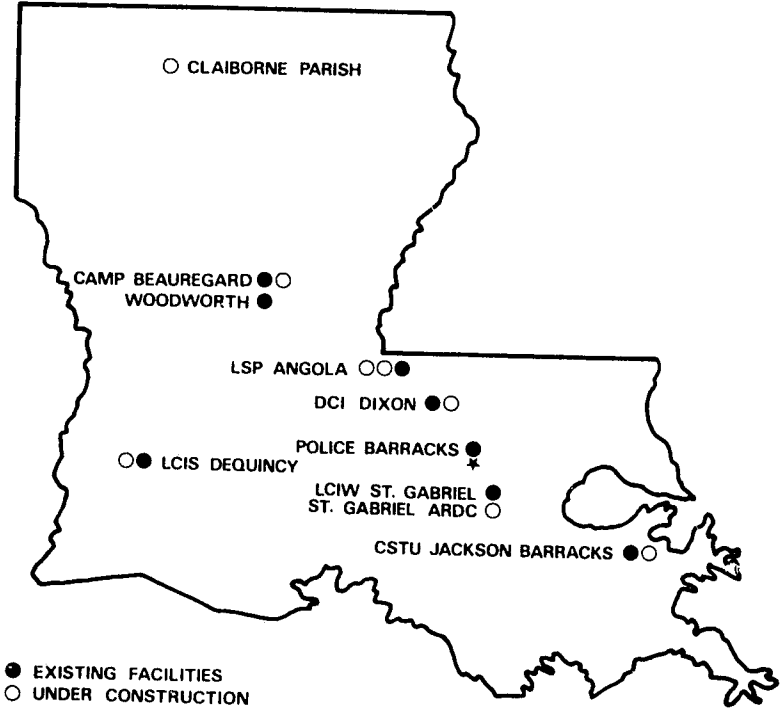 CLAIBORNE PARISH
CAMP BEAUREGARD
WOODWORTH
LSP ANGOLA
DCI DIXON
POLICE BARRACKS
LCIS DEQUINCY
LCIW ST. GABRIEL
ST. GABRIEL ARDC
CSTU JACKSON BARRACKS
EXISTING FACILITIES
UNDER CONSTRUCTION